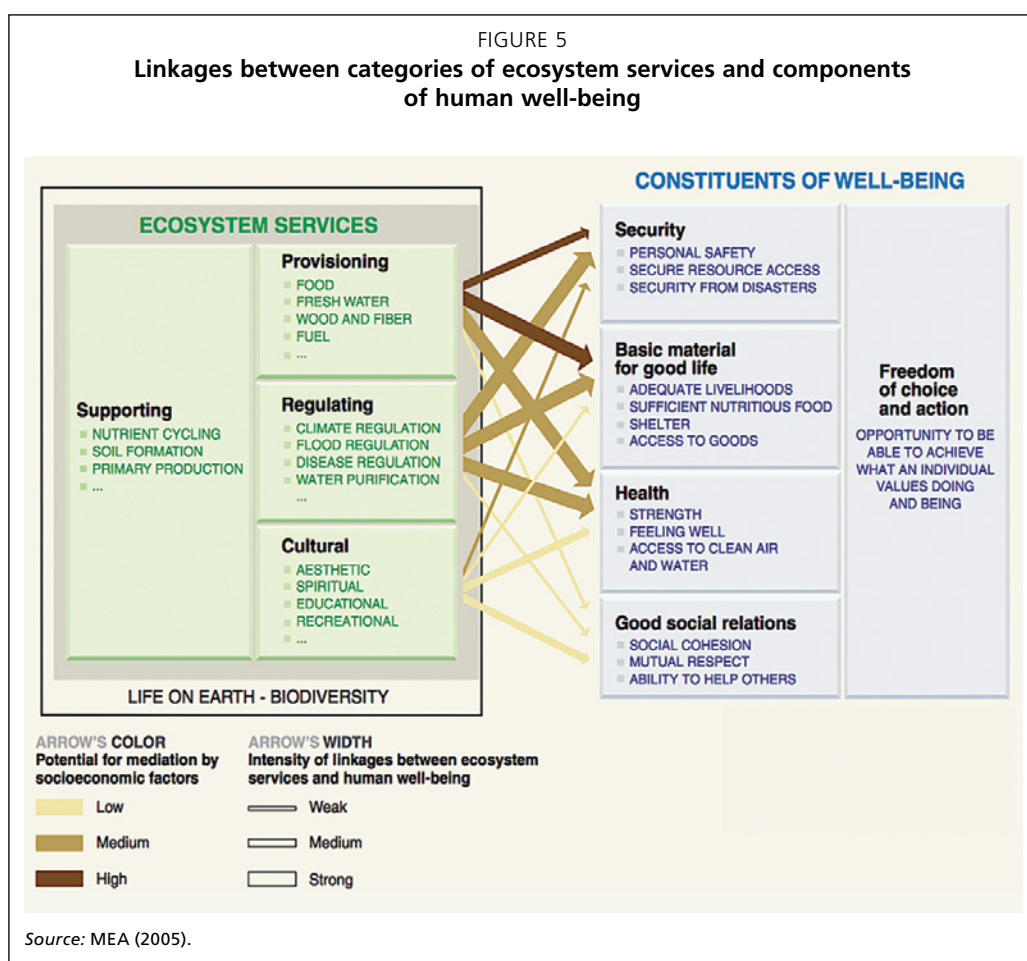 FIGURE 5
Linkages between categories of ecosystem services and components
of human well-being
ECOSYSTEM SERVICES
Supporting
NUTRIENT CYCLING
SOIL FORMATION
PRIMARY PRODUCTION
...
Provisioning
FOOD
FRESH WATER
WOOD AND FIBER
FUEL
...
Regulating
CLIMATE REGULATION
FLOOD REGULATION
DISEASE REGULATION
WATER PURIFICATION
...
Cultural
AESTHETIC
SPIRITUAL
EDUCATIONAL
RECREATIONAL
...
LIFE ON EARTH - BIODIVERSITY
CONSTITUENTS OF WELL-BEING
Security
PERSONAL SAFETY
SECURE RESOURCE ACCESS
SECURITY FROM DISASTERS
Basic material
for good life
ADEQUATE LIVELIHOODS
SUFFICIENT NUTRITIOUS FOOD
SHELTER
ACCESS TO GOODS
Health
STRENGTH
FEELING WELL
ACCESS TO CLEAN AIR
AND WATER
Good social relations
SOCIAL COHESION
MUTUAL RESPECT
ABILITY TO HELP OTHERS
Freedom
of choice
and action
OPPORTUNITY TO BE
ABLE TO ACHIEVE
WHAT AN INDIVIDUAL
VALUES DOING
AND BEING
ARROW'S COLOR
Potential for mediation by
socioeconomic factors
Low
Medium
High
ARROW'S WIDTH
Intensity of linkages between ecosystem
services and human well-being
Weak
Medium
Strong
Source: MEA (2005).